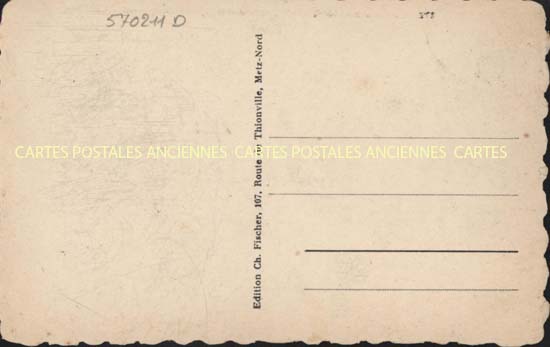 570211 D
CARTES POSTALES ANCIENNES CARTES POSTALES ANCIENNES CARTES
Edition Ch. Fischer, 107, Route de Thionville, Metz-Nord